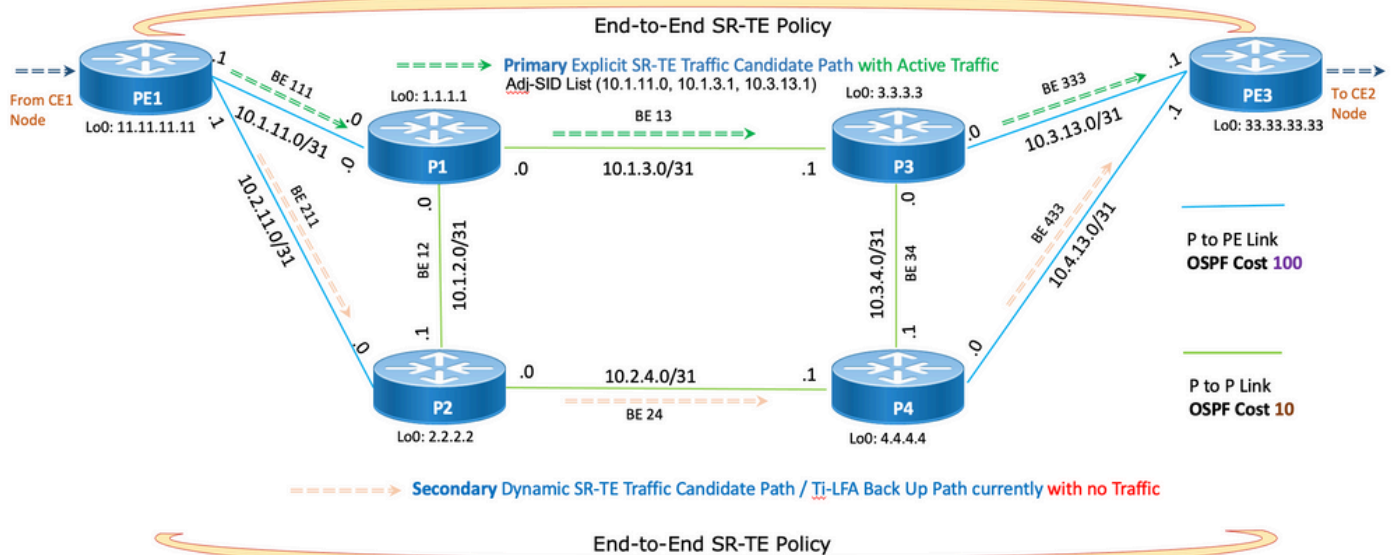 End-to-End SR-TE Policy
Primary Explicit SR-TE Traffic Candidate Path with Active Traffic
Adj-SID List (10.1.11.0, 10.1.3.1, 10.3.13.1)
From CE1
Node
PE1
Lo0: 11.11.11.11
.1
.1
BE 111
10.1.11.0/31
.0
.0
Lo0: 1.1.1.1
P1
.0
BE 13
10.1.3.0/31
.1
Lo0: 3.3.3.3
P3
.0
BE 333
10.3.13.0/31
.1
.1
PE3
Lo0: 33.33.33.33
To CE2
Node
BE 211
10.2.11.0/31
.0
.0
BE 12
10.1.2.0/31
.1
.0
BE 34
10.3.4.0/31
.1
BE 433
10.4.13.0/31
.0
P to PE Link
OSPF Cost 100
P2
Lo0: 2.2.2.2
.0
10.2.4.0/31
BE 24
.1
P4
Lo0: 4.4.4.4
P to P Link
OSPF Cost 10
Secondary Dynamic SR-TE Traffic Candidate Path / Ti-LFA Back Up Path currently with no Traffic
End-to-End SR-TE Policy